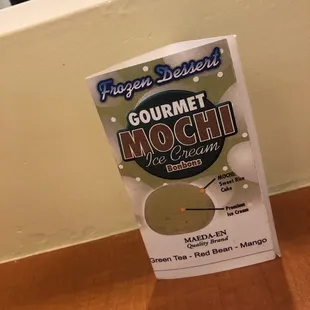 Frozen Dessert
GOURMET
MOCHI
Ice Cream
Bonbons
MOCHI
Sweet Rice
Cake
Premium
Ice Cream
MAEDA-EN
Quality Brand
Green Tea - Red Bean - Mango